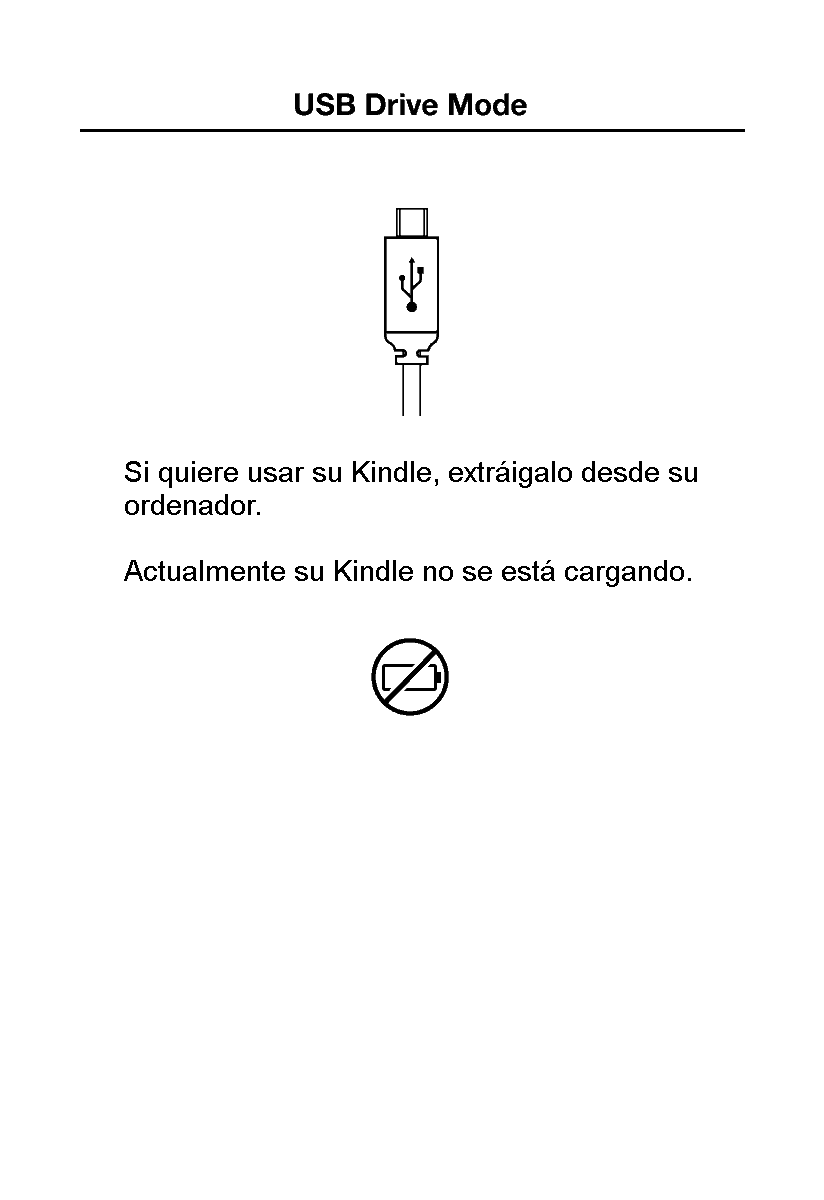 USB Drive Mode
Si quiere usar su Kindle, extráigalo desde su
ordenador.
Actualmente su Kindle no se está cargando.